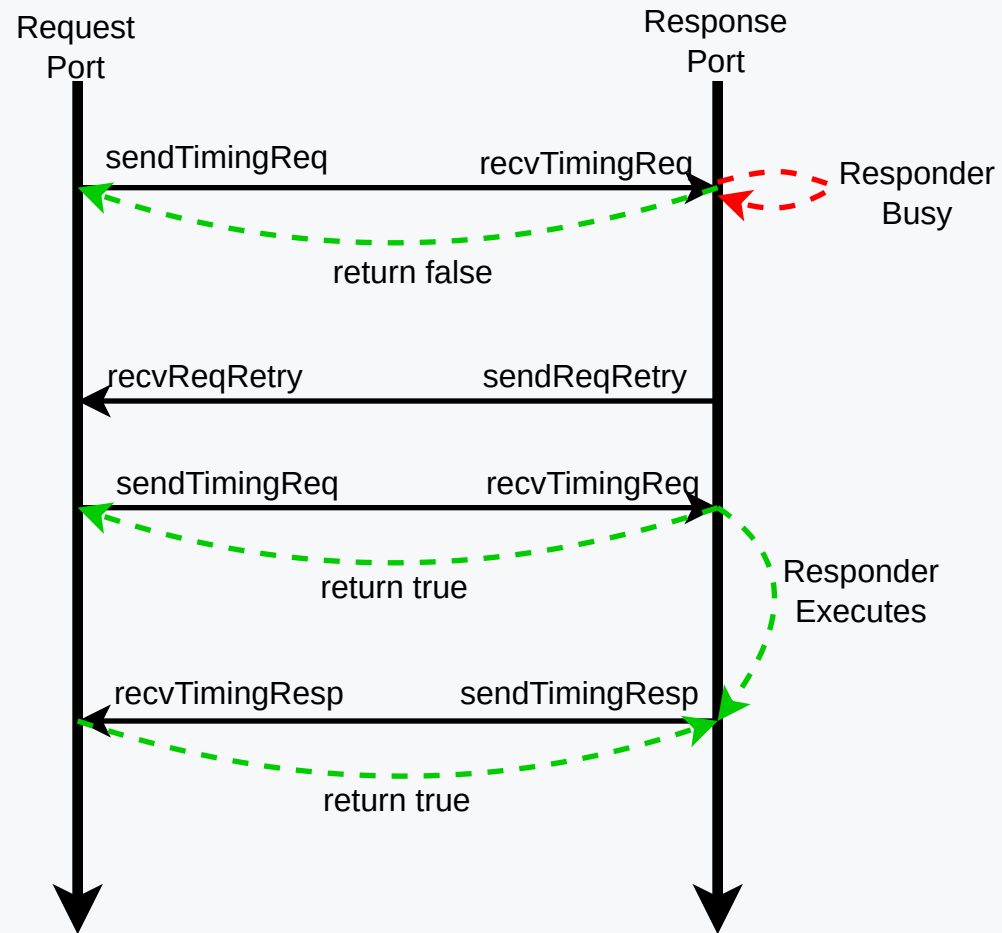 Request
Port
Response
Port
sendTimingReq
recvTimingReq
Responder
Busy
return false
recvReqRetry
sendReqRetry
sendTimingReq
recvTimingReq
return true
Responder
Executes
recvTimingResp
sendTimingResp
return true